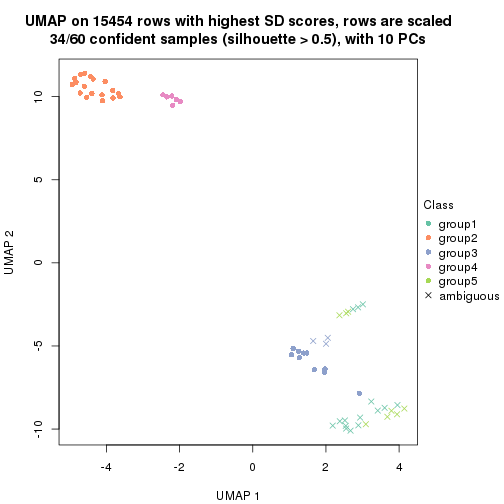 UMAP on 15454 rows with highest SD scores, rows are scaled
34/60 confident samples (silhouette > 0.5), with 10 PCs
UMAP 2
10
5
0
-5
-10
-4
-2
0
2
4
UMAP 1
Class
group1
group2
group3
group4
group5
ambiguous